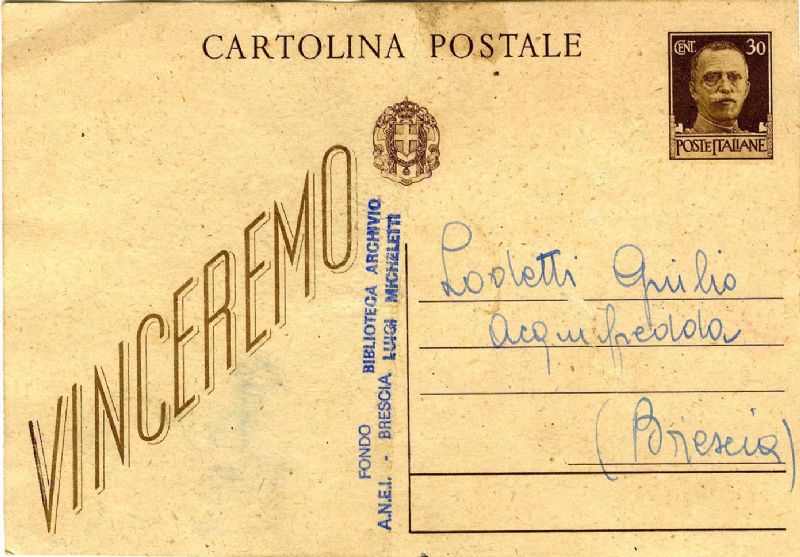 CARTOLINA POSTALE
CENT. 30
POSTE ITALIANE
VINCEREMO
FONDO BIBLIOTECA ARCHIVIO
A.N.E.I. - BRESCIA LUIGI MICHELETTI
Lodetti Giulio
Acquafredda
(Brescia)